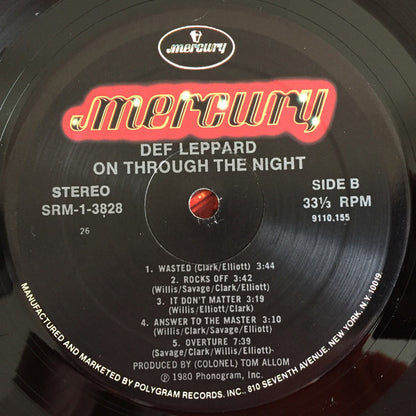 mercury
mercury
DEF LEPPARD
ON THROUGH THE NIGHT
STEREO
SRM-1-3828
26
SIDE B
33⅓ RPM
9110.155
1. WASTED (Clark/Elliott) 3:44
2. ROCKS OFF 3:42
(Willis/Savage/Clark/Elliott)
3. IT DON'T MATTER 3:19
(Willis/Elliott/Clark)
4. ANSWER TO THE MASTER 3:10
(Willis/Clark/Savage/Elliott)
5. OVERTURE 7:39
(Savage/Clark/Willis/Elliott)
PRODUCED BY (COLONEL) TOM ALLOM
℗ 1980 Phonogram, Inc.
MANUFACTURED AND MARKETED BY POLYGRAM RECORDS, INC., 810 SEVENTH AVENUE, NEW YORK, N.Y. 10019